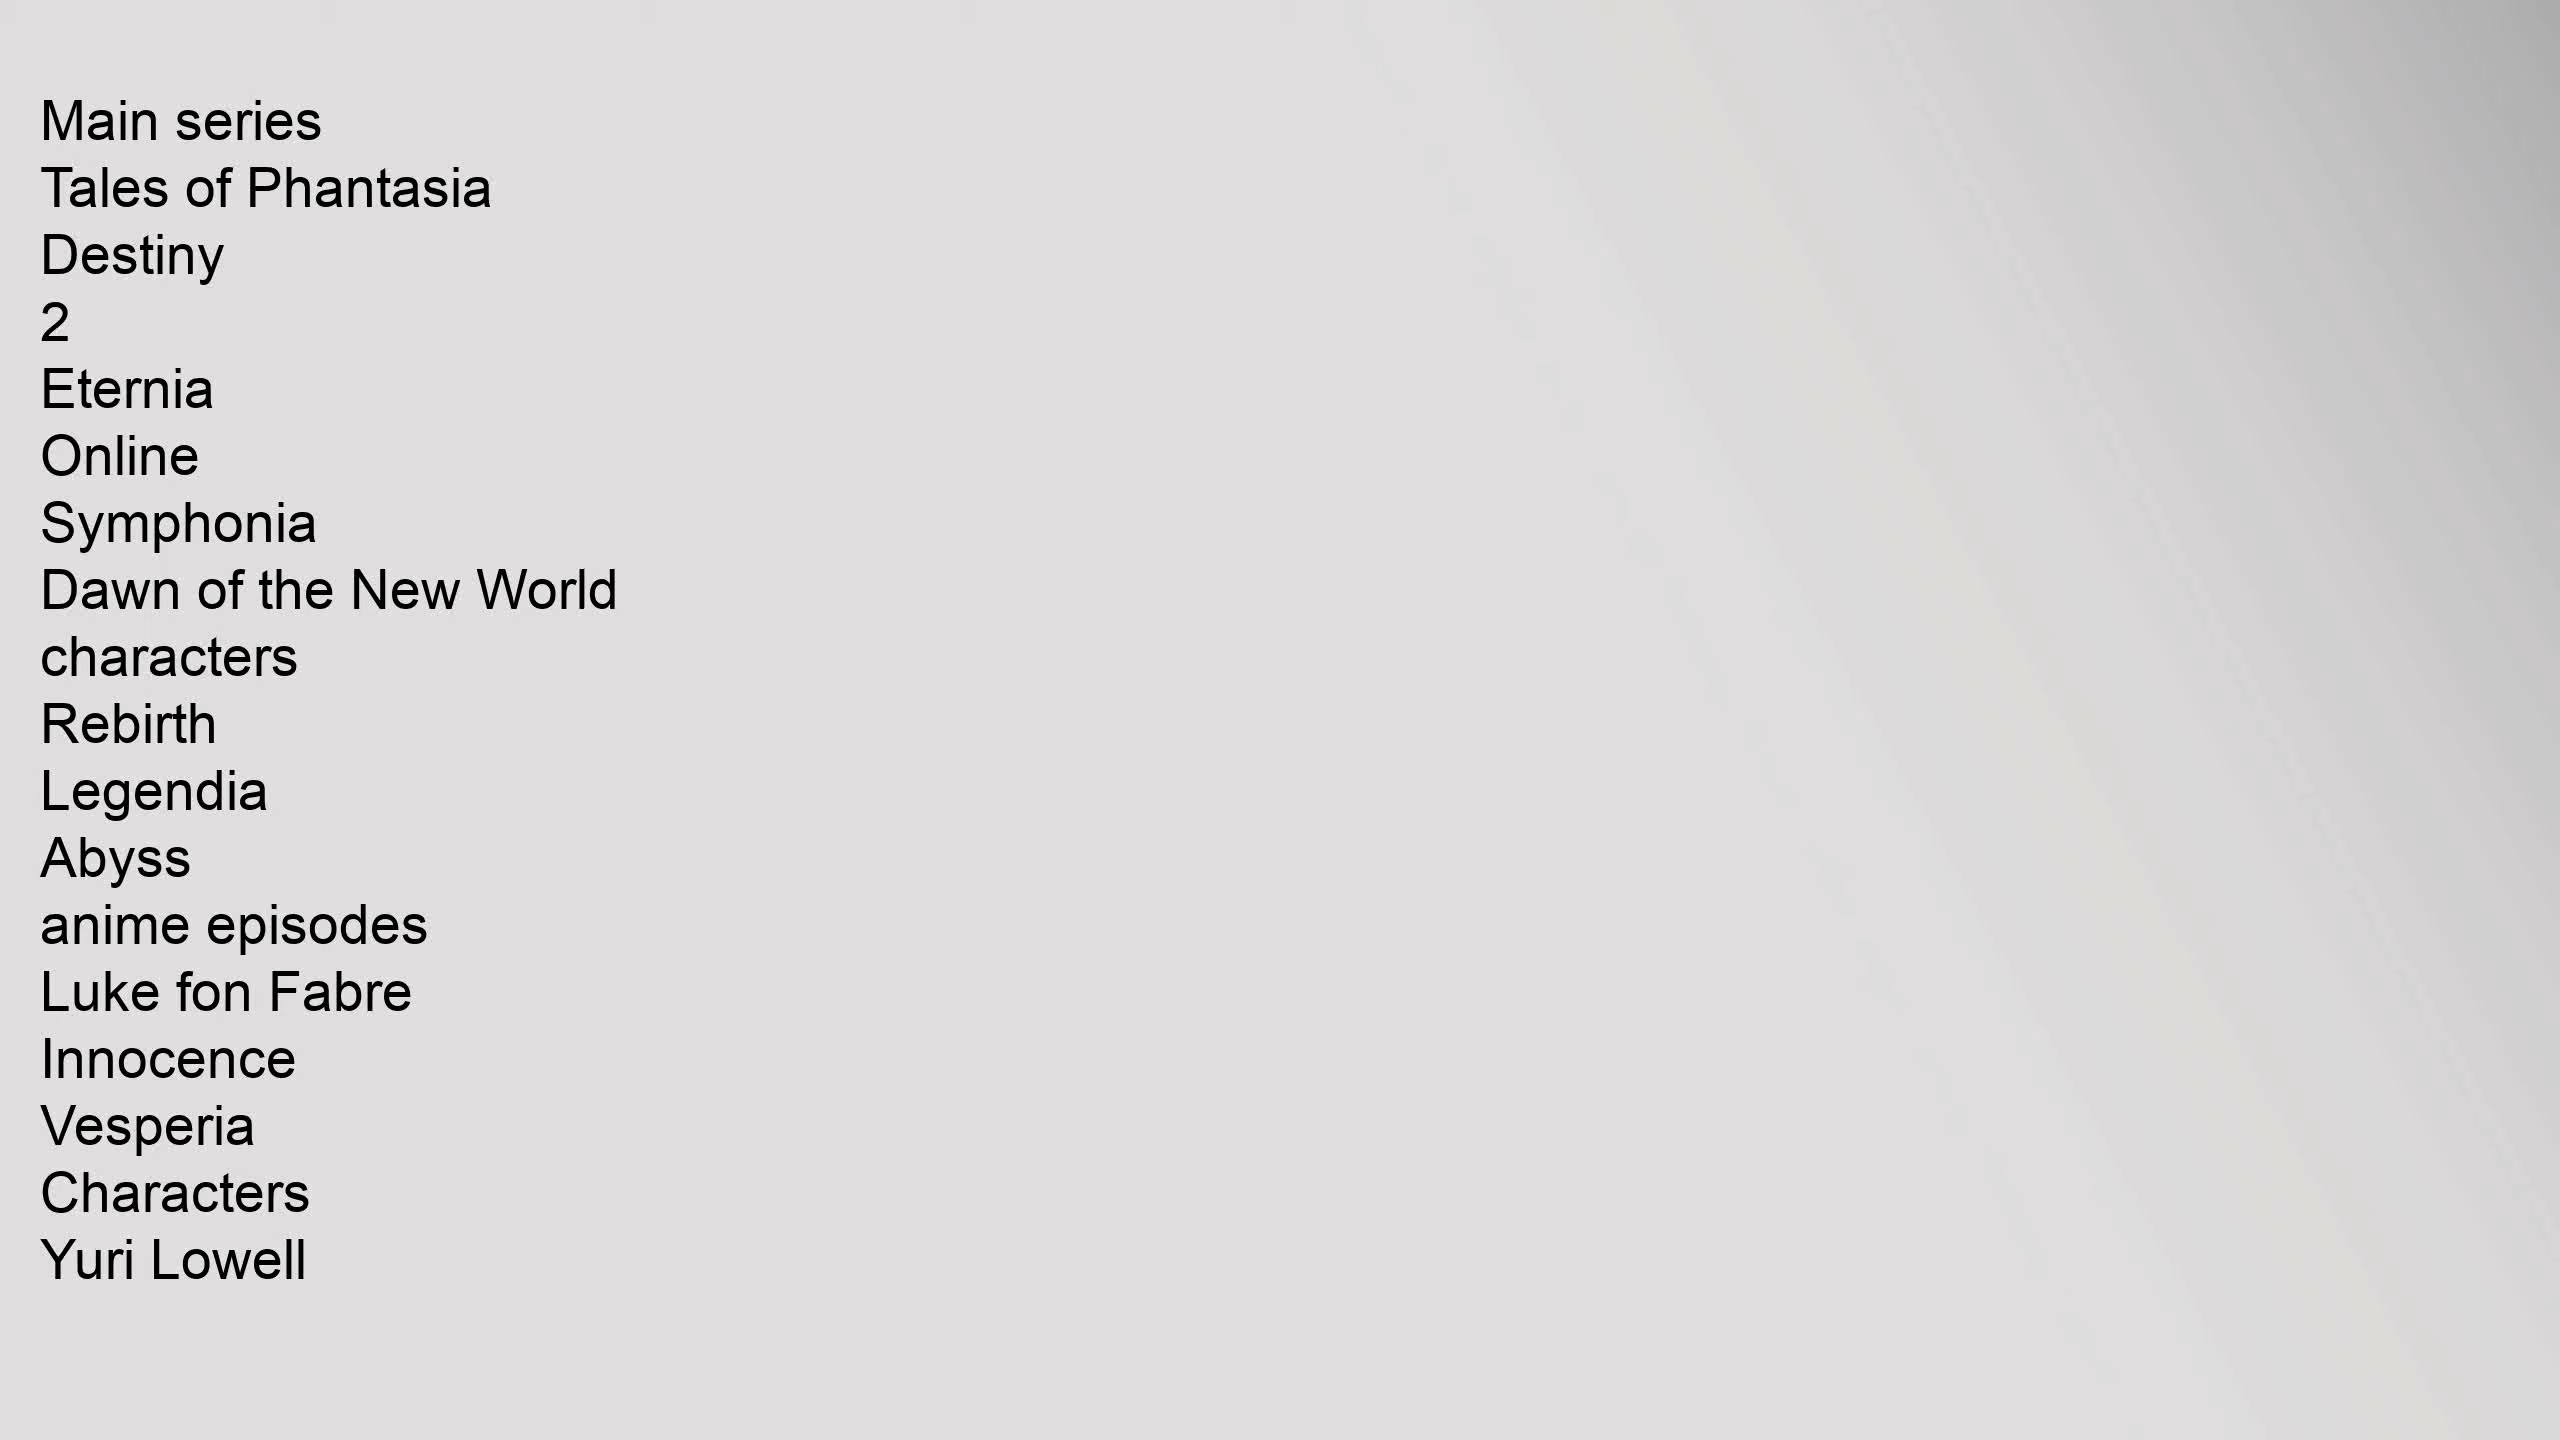 Main series
Tales of Phantasia
Destiny
2
Eternia
Online
Symphonia
Dawn of the New World
characters
Rebirth
Legendia
Abyss
anime episodes
Luke fon Fabre
Innocence
Vesperia
Characters
Yuri Lowell